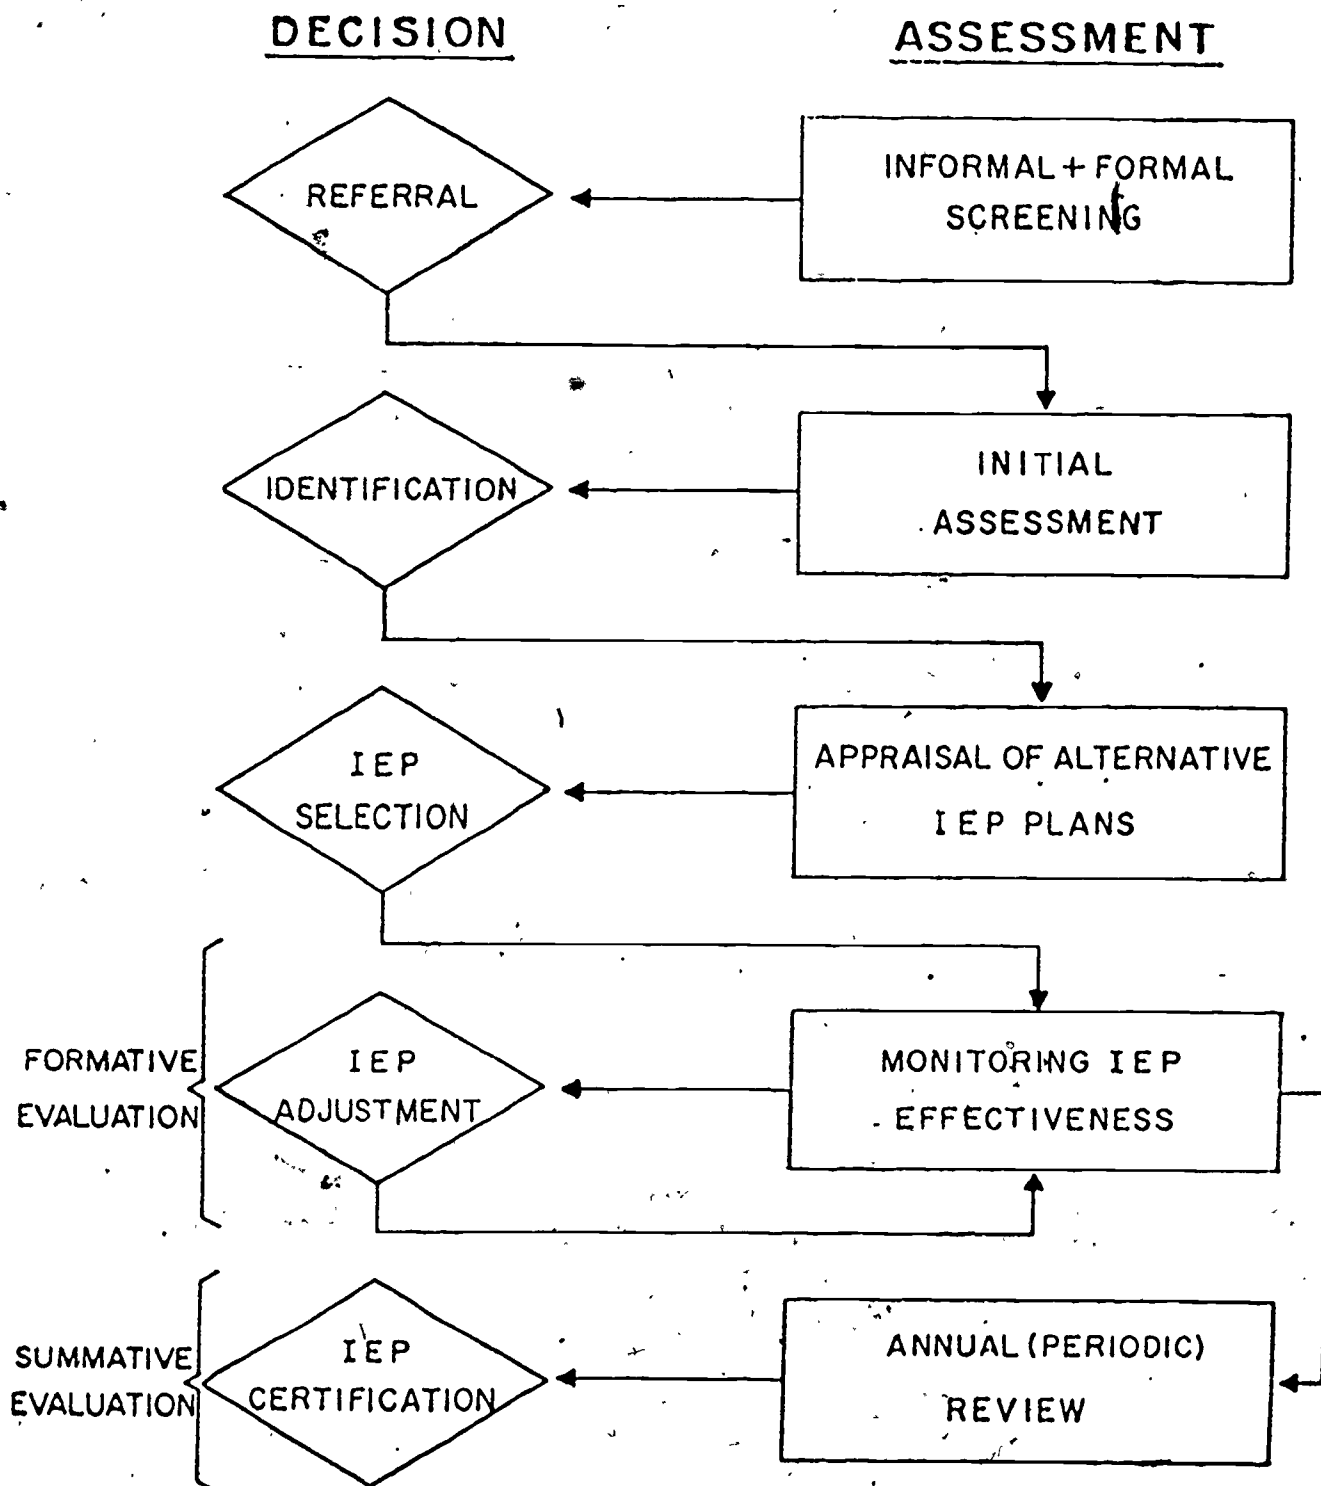 DECISION
ASSESSMENT
REFERRAL
INFORMAL + FORMAL
SCREENING
IDENTIFICATION
INITIAL
ASSESSMENT
IEP
SELECTION
APPRAISAL OF ALTERNATIVE
IEP PLANS
FORMATIVE
EVALUATION
IEP
ADJUSTMENT
MONITORING IEP
EFFECTIVENESS
SUMMATIVE
EVALUATION
IEP
CERTIFICATION
ANNUAL (PERIODIC)
REVIEW